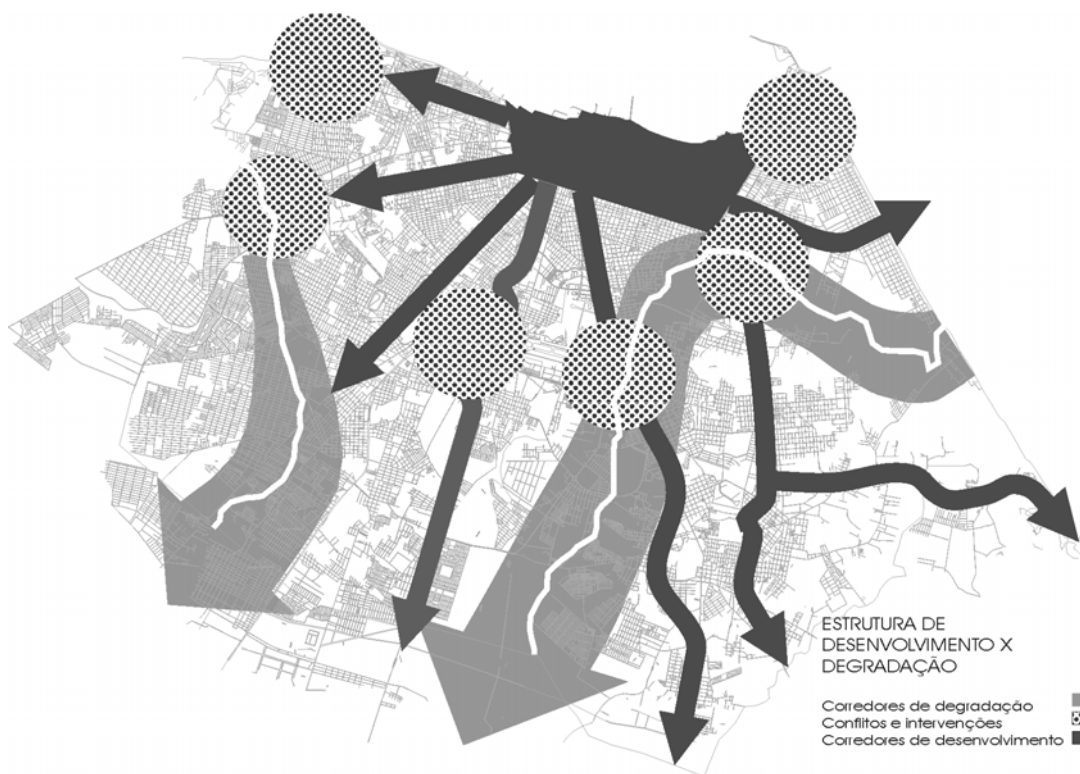 ESTRUTURA DE
DESENVOLVIMENTO X
DEGRADAÇÃO
Corredores de degradação
Conflitos e intervenções
Corredores de desenvolvimento